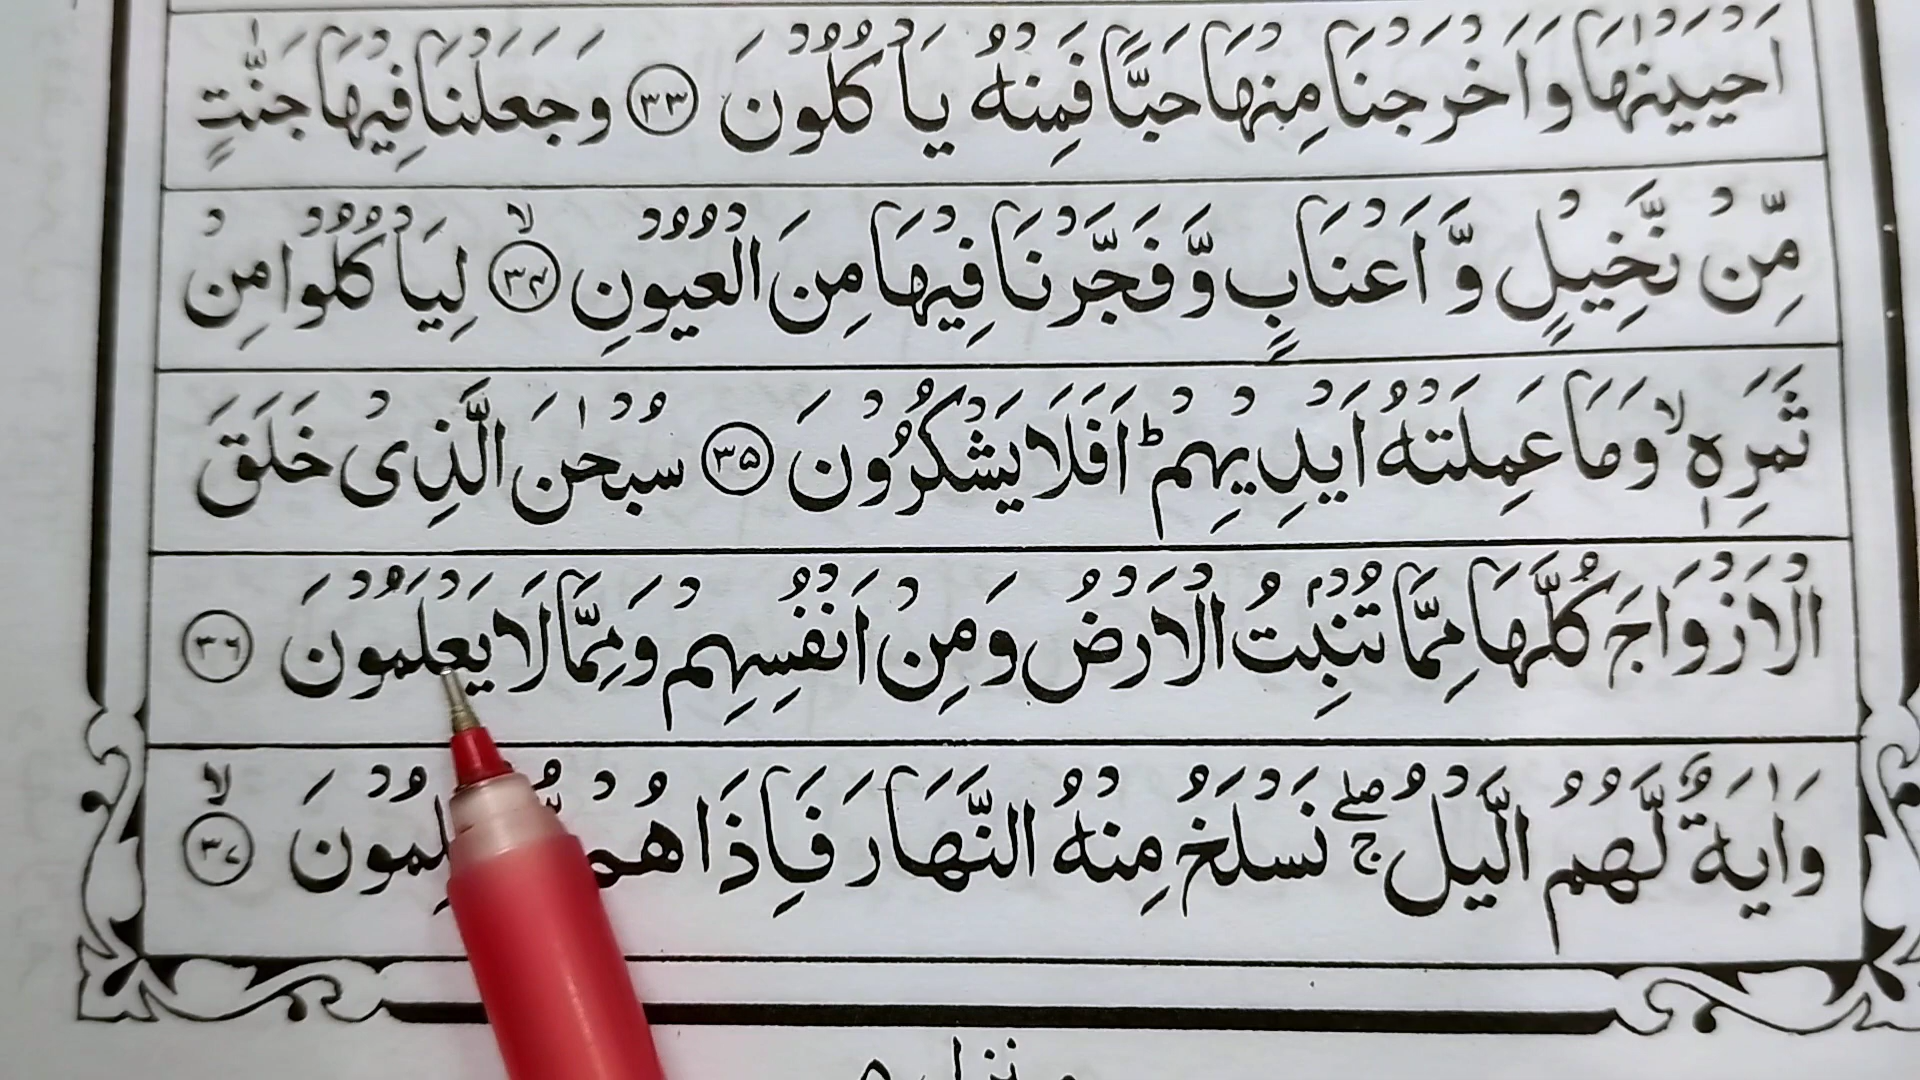 اَحْيَيْنٰهَا وَاَخْرَجْنَا مِنْهَا حَبًّا فَمِنْهُ يَاْكُلُوْنَ ﴿۳۳﴾ وَجَعَلْنَا فِيْهَا جَنّٰتٍ
مِّنْ نَّخِيْلٍ وَّاَعْنَابٍ وَّفَجَّرْنَا فِيْهَا مِنَ الْعُيُوْنِ ﴿۳۴﴾ ۙ لِيَاْكُلُوْا مِنْ
ثَمَرِهٖ ۙ وَمَا عَمِلَتْهُ اَيْدِيْهِمْ ؕ اَفَلَا يَشْكُرُوْنَ ﴿۳۵﴾ سُبْحٰنَ الَّذِىْ خَلَقَ
الْاَزْوَاجَ كُلَّهَا مِمَّا تُنْۢبِتُ الْاَرْضُ وَمِنْ اَنْفُسِهِمْ وَمِمَّا لَا يَعْلَمُوْنَ ﴿۳۶﴾
وَاٰيَةٌ لَّهُمُ الَّيْلُ ۖۚ نَسْلَخُ مِنْهُ النَّهَارَ فَاِذَا هُمْ ﴿۳۷﴾ ۙ